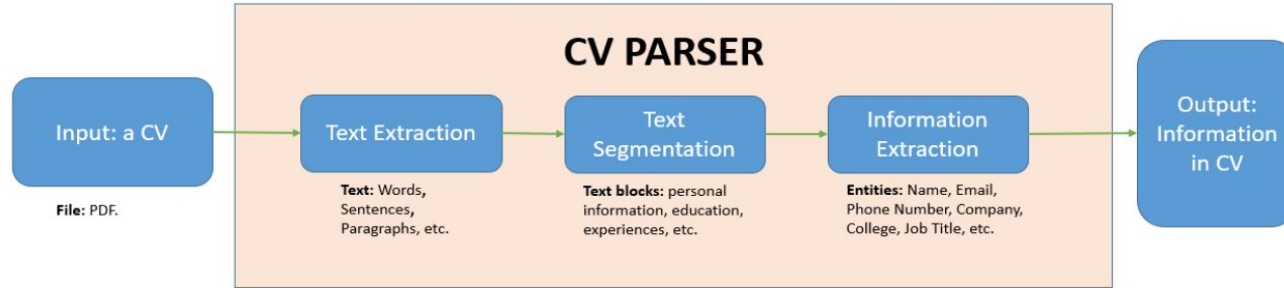 CV PARSER
Input: a CV
File: PDF.
Text Extraction
Text: Words,
Sentences,
Paragraphs, etc.
Text
Segmentation
Text blocks: personal
information, education,
experiences, etc.
Information
Extraction
Entities: Name, Email,
Phone Number, Company,
College, Job Title, etc.
Output:
Information
in CV